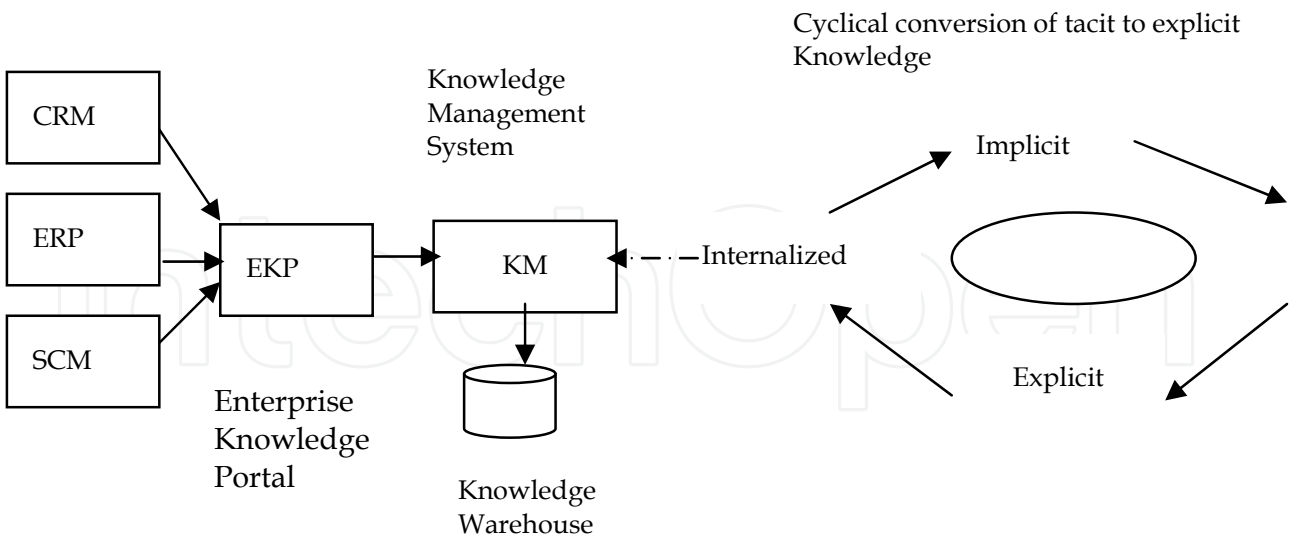 Cyclical conversion of tacit to explicit
Knowledge
Knowledge
Management
System
CRM
ERP
SCM
EKP
KM
Internalized
Implicit
Explicit
Enterprise
Knowledge
Portal
Knowledge
Warehouse
intechOpen